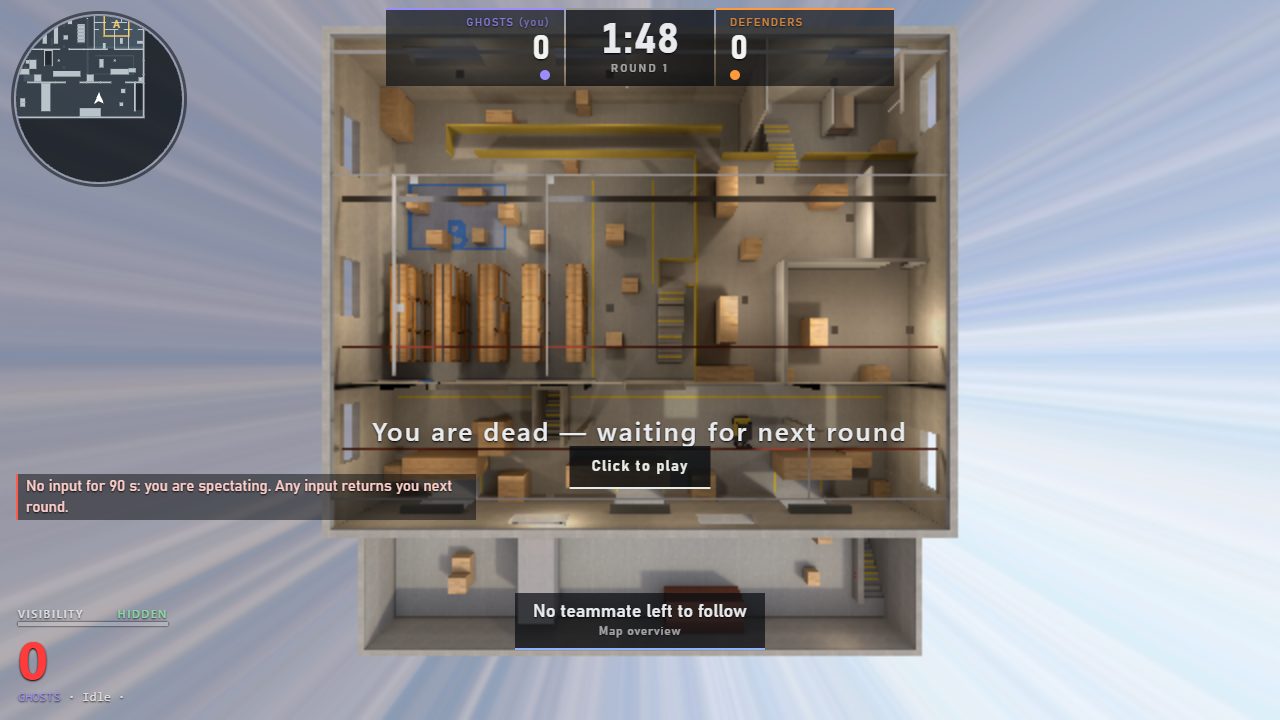 A
GHOSTS (you)
0
1:48
ROUND 1
DEFENDERS
0
B
You are dead — waiting for next round
Click to play
No input for 90 s: you are spectating. Any input returns you next
round.
No teammate left to follow
Map overview
VISIBILITY HIDDEN
0
GHOSTS · Idle ·